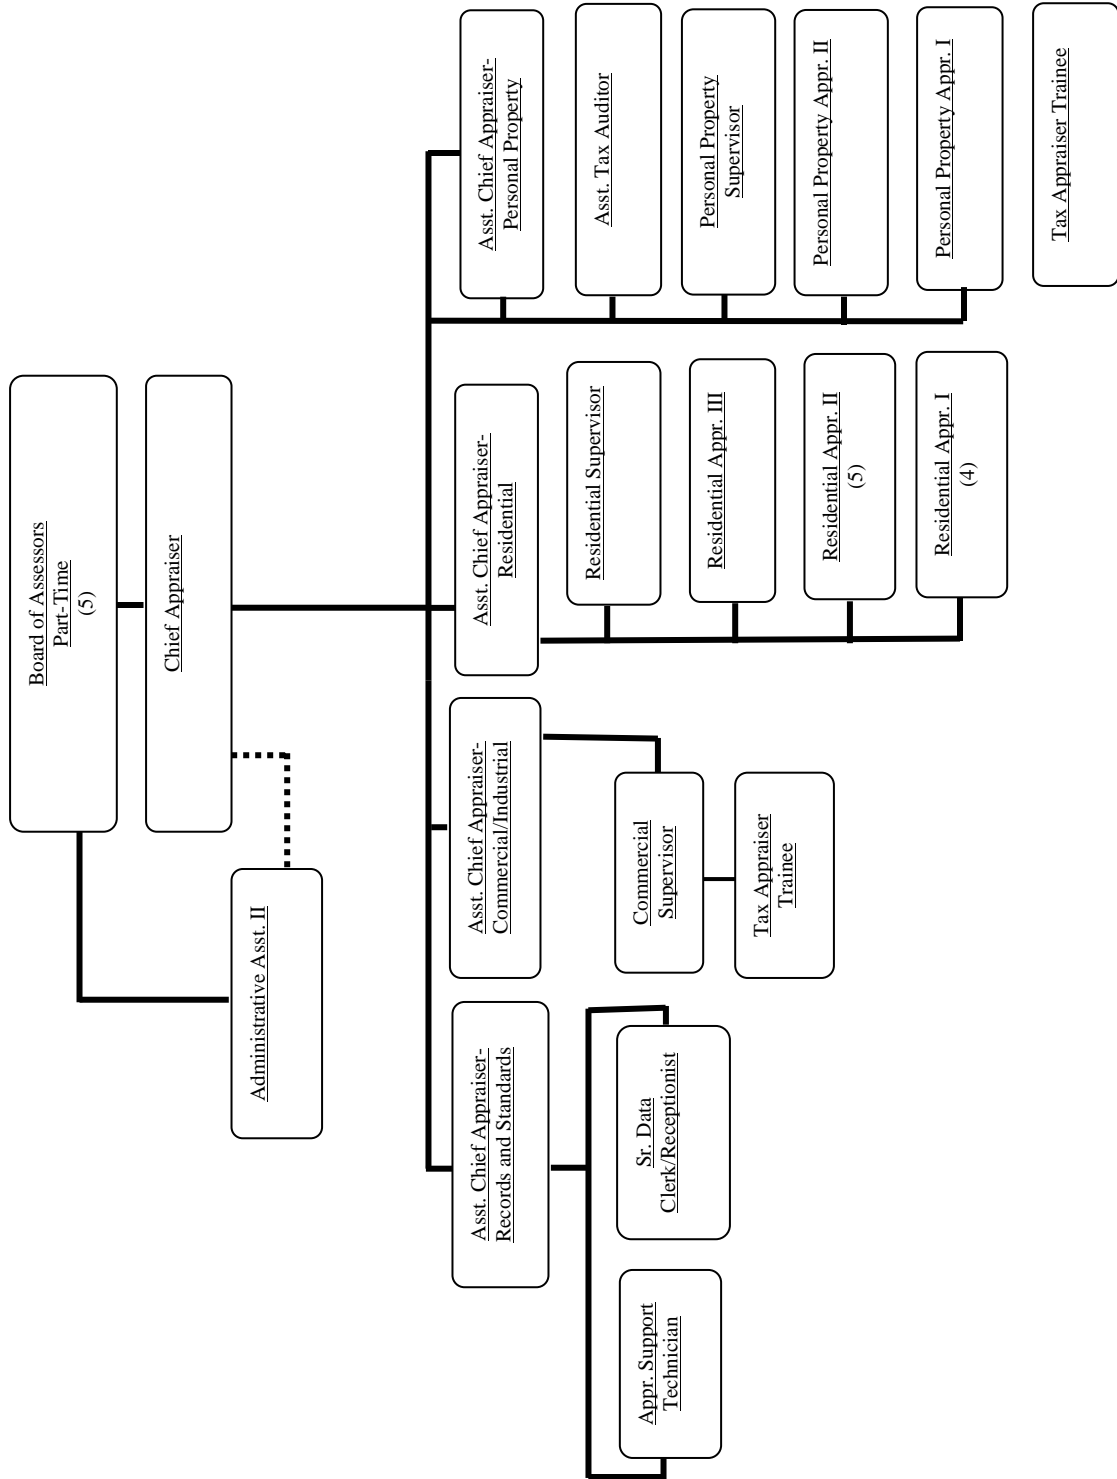 Board of Assessors
Part-Time
(5)
Chief Appraiser
Administrative Asst. II
Asst. Chief Appraiser-
Records and Standards
Appr. Support
Technician
Sr. Data
Clerk/Receptionist
Asst. Chief Appraiser-
Commercial/Industrial
Commercial
Supervisor
Tax Appraiser
Trainee
Asst. Chief Appraiser-
Residential
Residential Supervisor
Residential Appr. III
Residential Appr. II
(5)
Residential Appr. I
(4)
Asst. Chief Appraiser-
Personal Property
Asst. Tax Auditor
Personal Property
Supervisor
Personal Property Appr. II
Personal Property Appr. I
Tax Appraiser Trainee